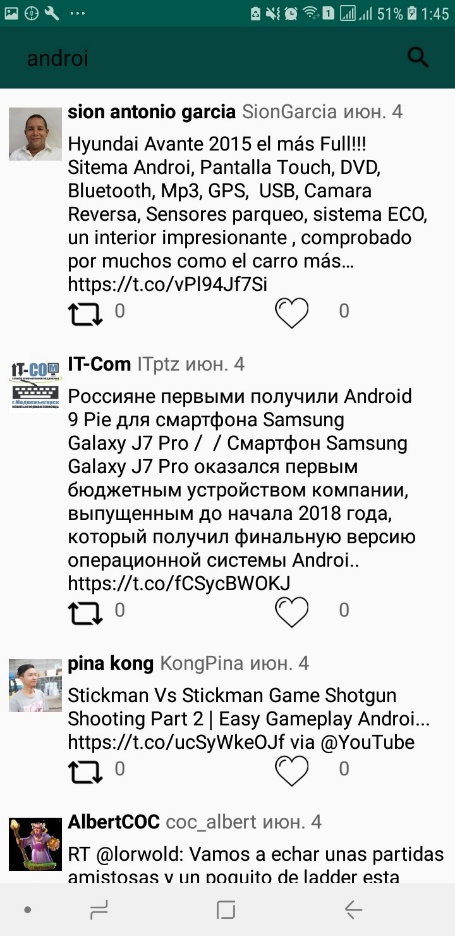 51% 1:45
androi
sion antonio garcia SionGarcia июн. 4
Hyundai Avante 2015 el más Full!!!
Sitema Androi, Pantalla Touch, DVD,
Bluetooth, Mp3, GPS,  USB, Camara
Reversa, Sensores parqueo, sistema ECO,
un interior impresionante , comprobado
por muchos como el carro más…
https://t.co/vPl94Jf7Si
0 0
IT-Com ITptz июн. 4
IT-COM
Россияне первыми получили Android
9 Pie для смартфона Samsung
Galaxy J7 Pro /  / Смартфон Samsung
Galaxy J7 Pro оказался первым
бюджетным устройством компании,
выпущенным до начала 2018 года,
который получил финальную версию
операционной системы Androi..
https://t.co/fCSycBWOKJ
0 0
pina kong KongPina июн. 4
Stickman Vs Stickman Game Shotgun
Shooting Part 2 | Easy Gameplay Androi...
https://t.co/ucSyWkeOJf via @YouTube
0 0
AlbertCOC coc_albert июн. 4
RT @lorwold: Vamos a echar unas partidas
amistosas y un poquito de ladder esta